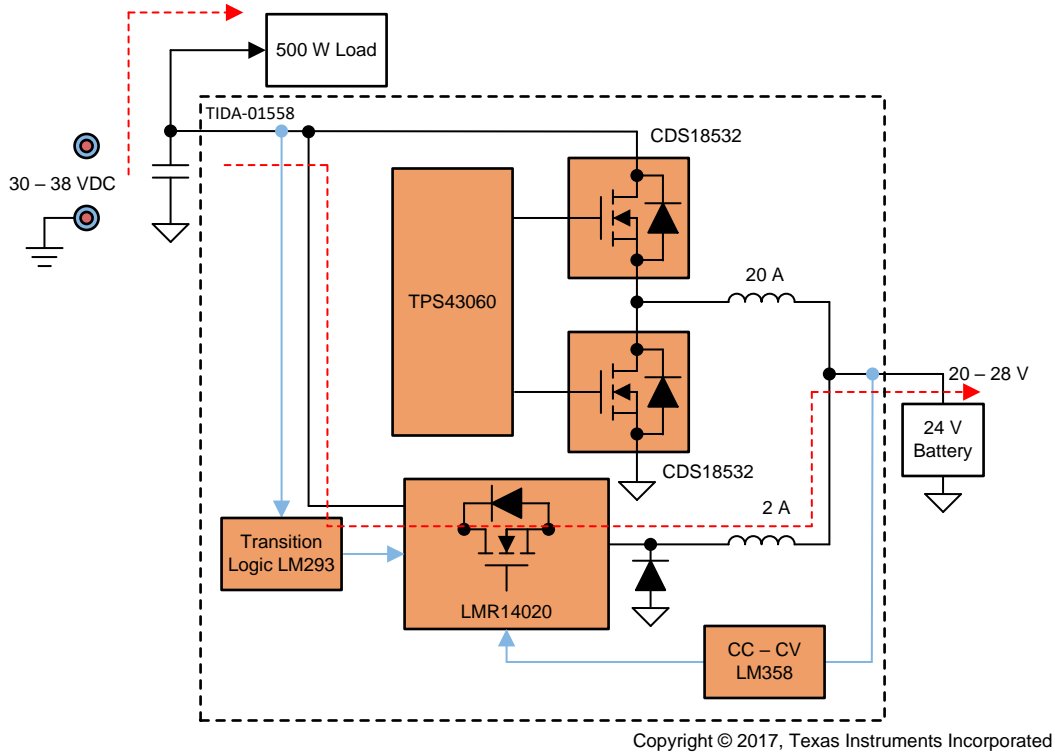 500 W Load
TIDA-01558
CDS18532
30 – 38 VDC
20 A
TPS43060
20 – 28 V
24 V
Battery
CDS18532
2 A
Transition
Logic LM293
LMR14020
CC – CV
LM358
Copyright © 2017, Texas Instruments Incorporated